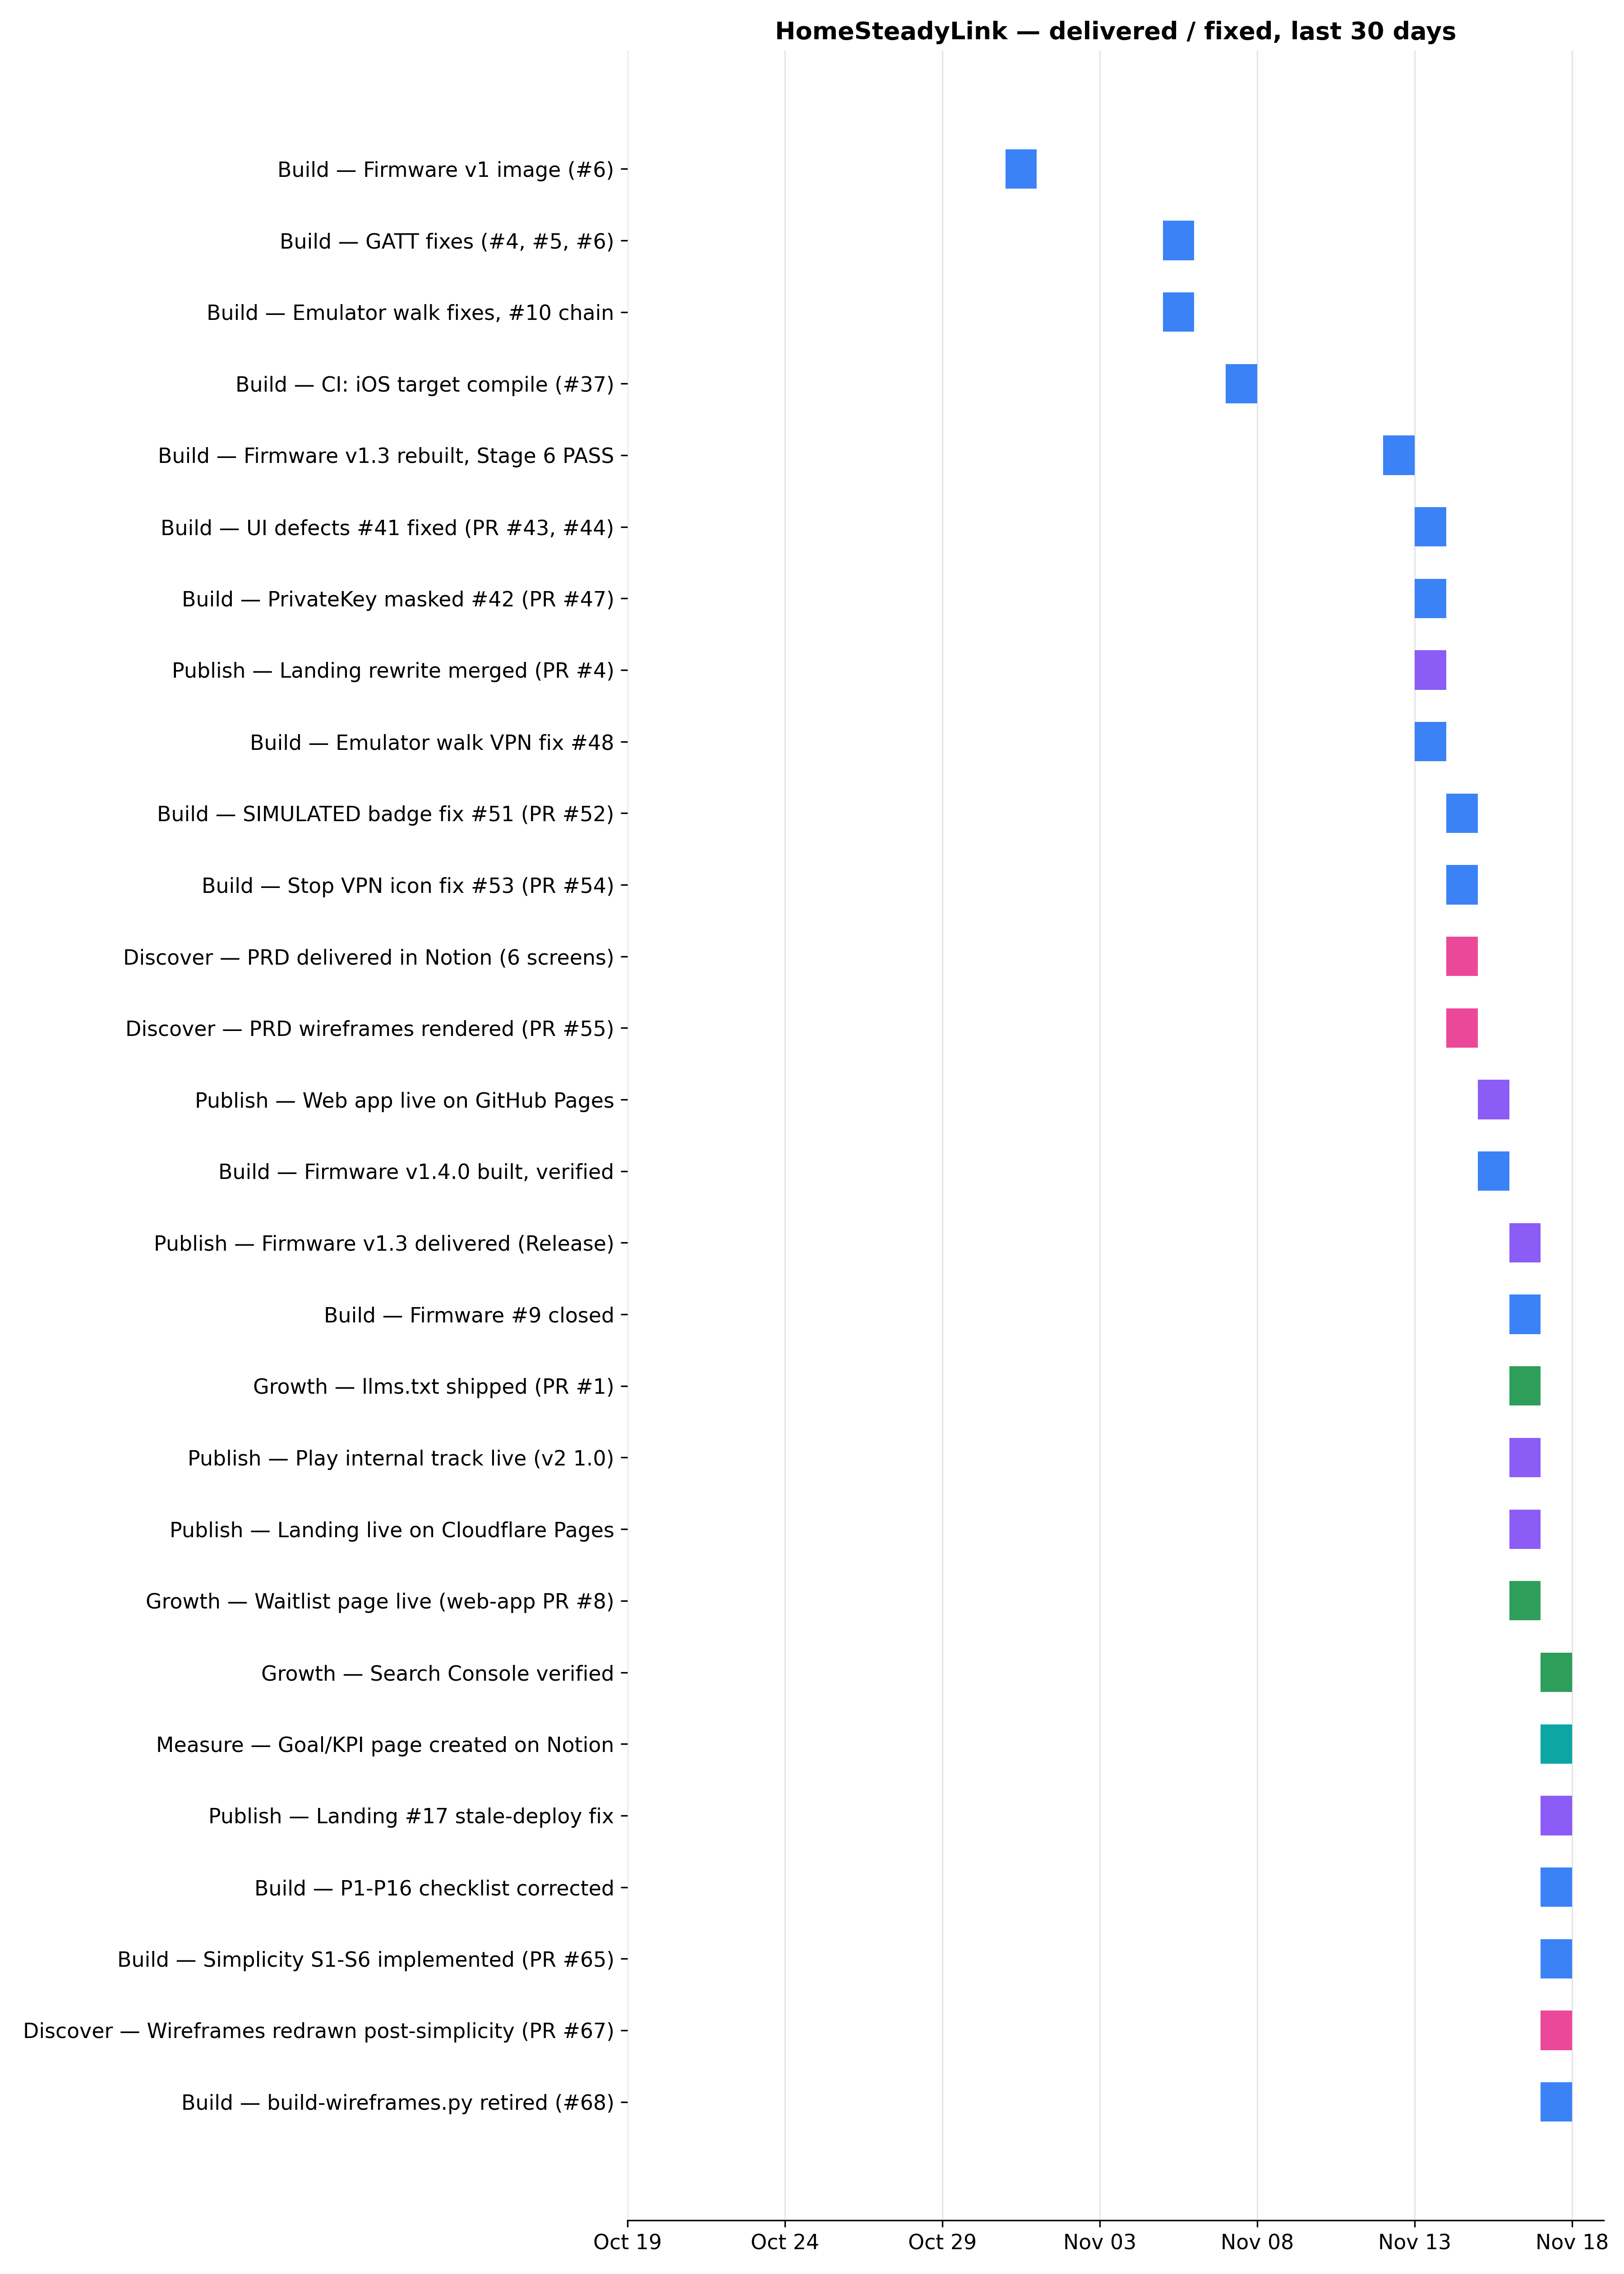 HomeSteadyLink — delivered / fixed, last 30 days
Build — Firmware v1 image (#6)
Build — GATT fixes (#4, #5, #6)
Build — Emulator walk fixes, #10 chain
Build — CI: iOS target compile (#37)
Build — Firmware v1.3 rebuilt, Stage 6 PASS
Build — UI defects #41 fixed (PR #43, #44)
Build — PrivateKey masked #42 (PR #47)
Publish — Landing rewrite merged (PR #4)
Build — Emulator walk VPN fix #48
Build — SIMULATED badge fix #51 (PR #52)
Build — Stop VPN icon fix #53 (PR #54)
Discover — PRD delivered in Notion (6 screens)
Discover — PRD wireframes rendered (PR #55)
Publish — Web app live on GitHub Pages
Build — Firmware v1.4.0 built, verified
Publish — Firmware v1.3 delivered (Release)
Build — Firmware #9 closed
Growth — llms.txt shipped (PR #1)
Publish — Play internal track live (v2 1.0)
Publish — Landing live on Cloudflare Pages
Growth — Waitlist page live (web-app PR #8)
Growth — Search Console verified
Measure — Goal/KPI page created on Notion
Publish — Landing #17 stale-deploy fix
Build — P1-P16 checklist corrected
Build — Simplicity S1-S6 implemented (PR #65)
Discover — Wireframes redrawn post-simplicity (PR #67)
Build — build-wireframes.py retired (#68)
Oct 19 Oct 24 Oct 29 Nov 03 Nov 08 Nov 13 Nov 18